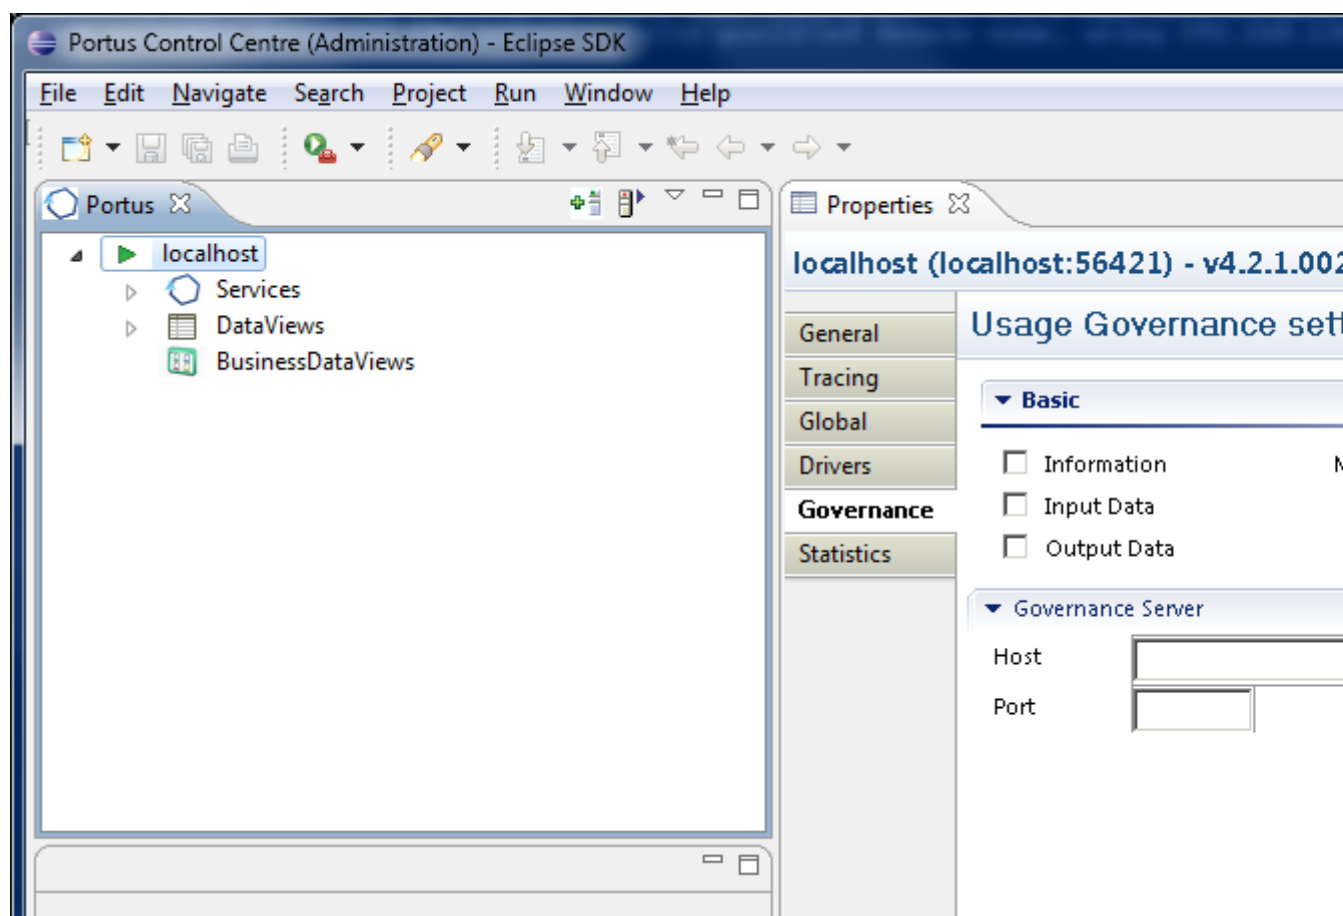 Portus Control Centre (Administration) - Eclipse SDK
File Edit Navigate Search Project Run Window Help
Portus
localhost
Services
DataViews
BusinessDataViews
Properties
localhost (localhost:56421) - v4.2.1.002
General
Tracing
Global
Drivers
Governance
Statistics
Usage Governance sett
Basic
Information
Input Data
Output Data
Governance Server
Host
Port